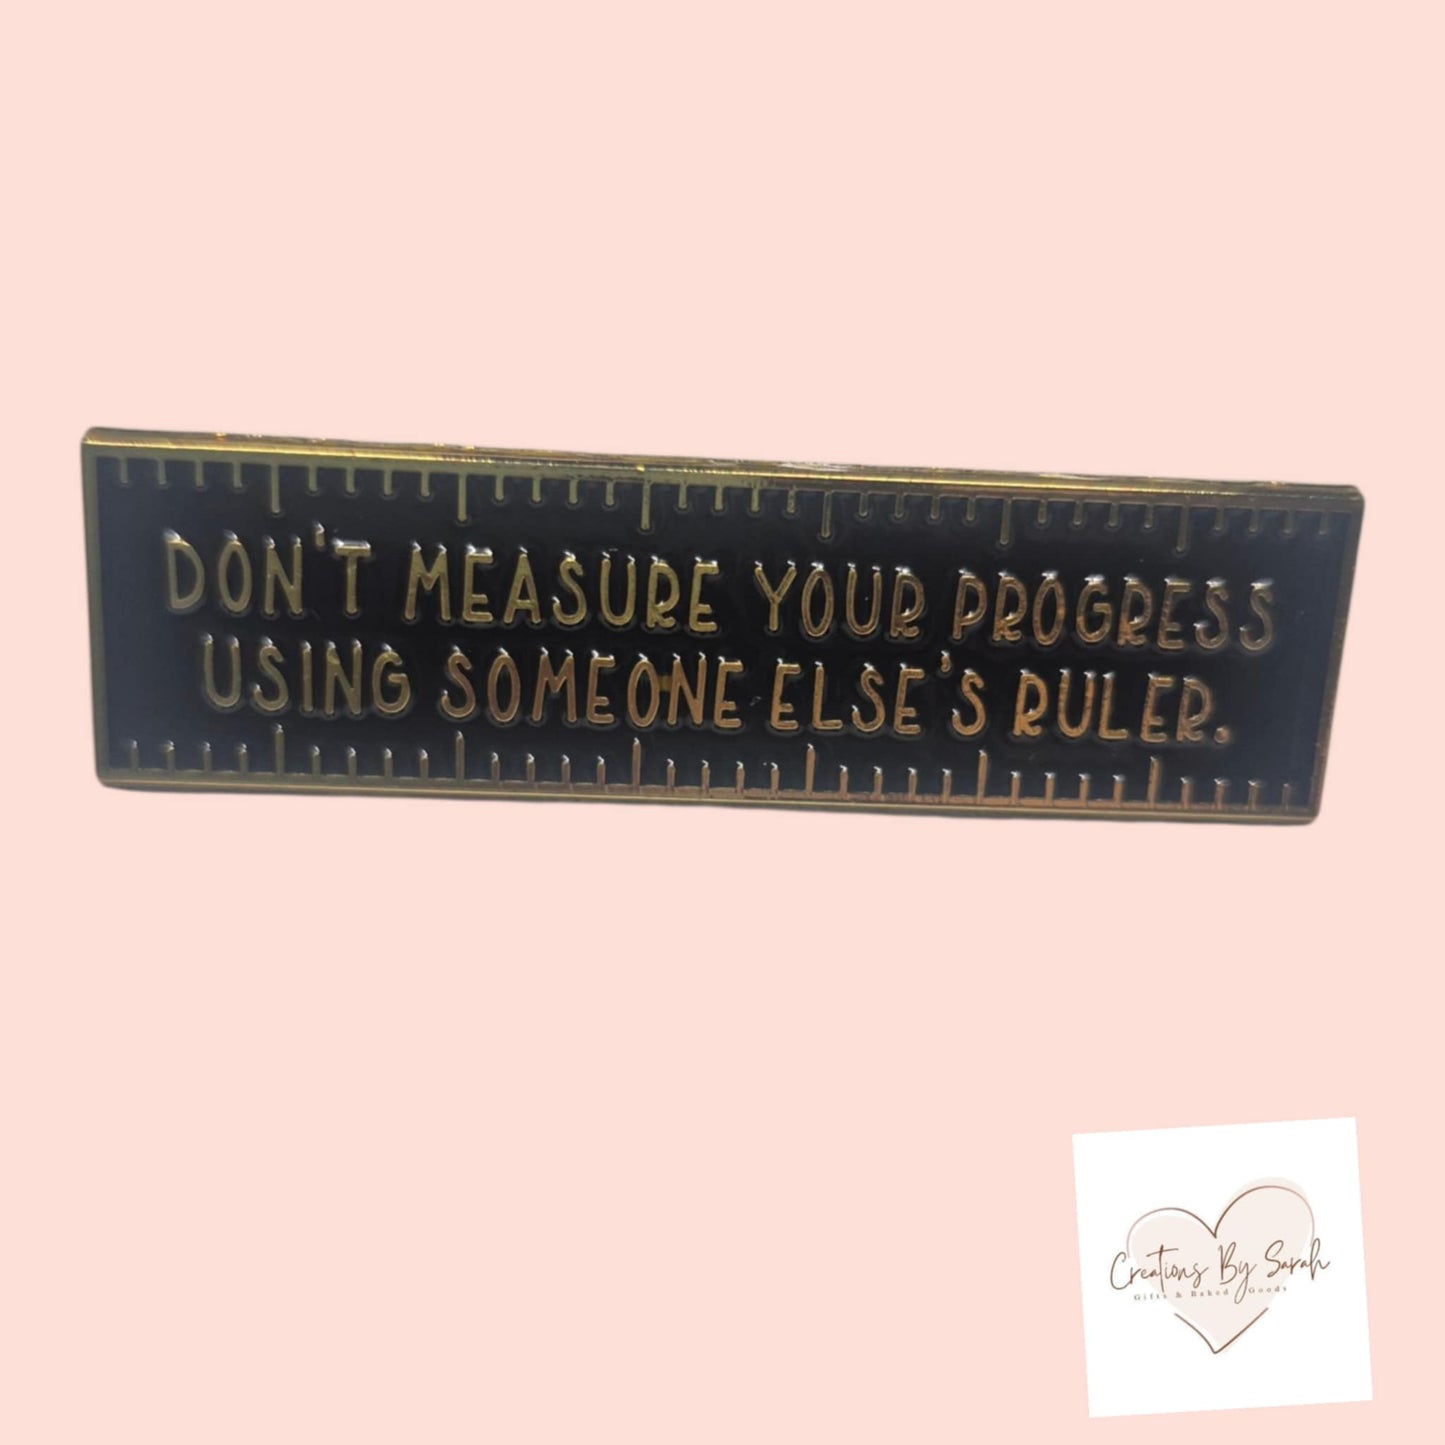 DON'T MEASURE YOUR PROGRESS
USING SOMEONE ELSE'S RULER.
Creations By Sarah
Gifts & Baked Goods